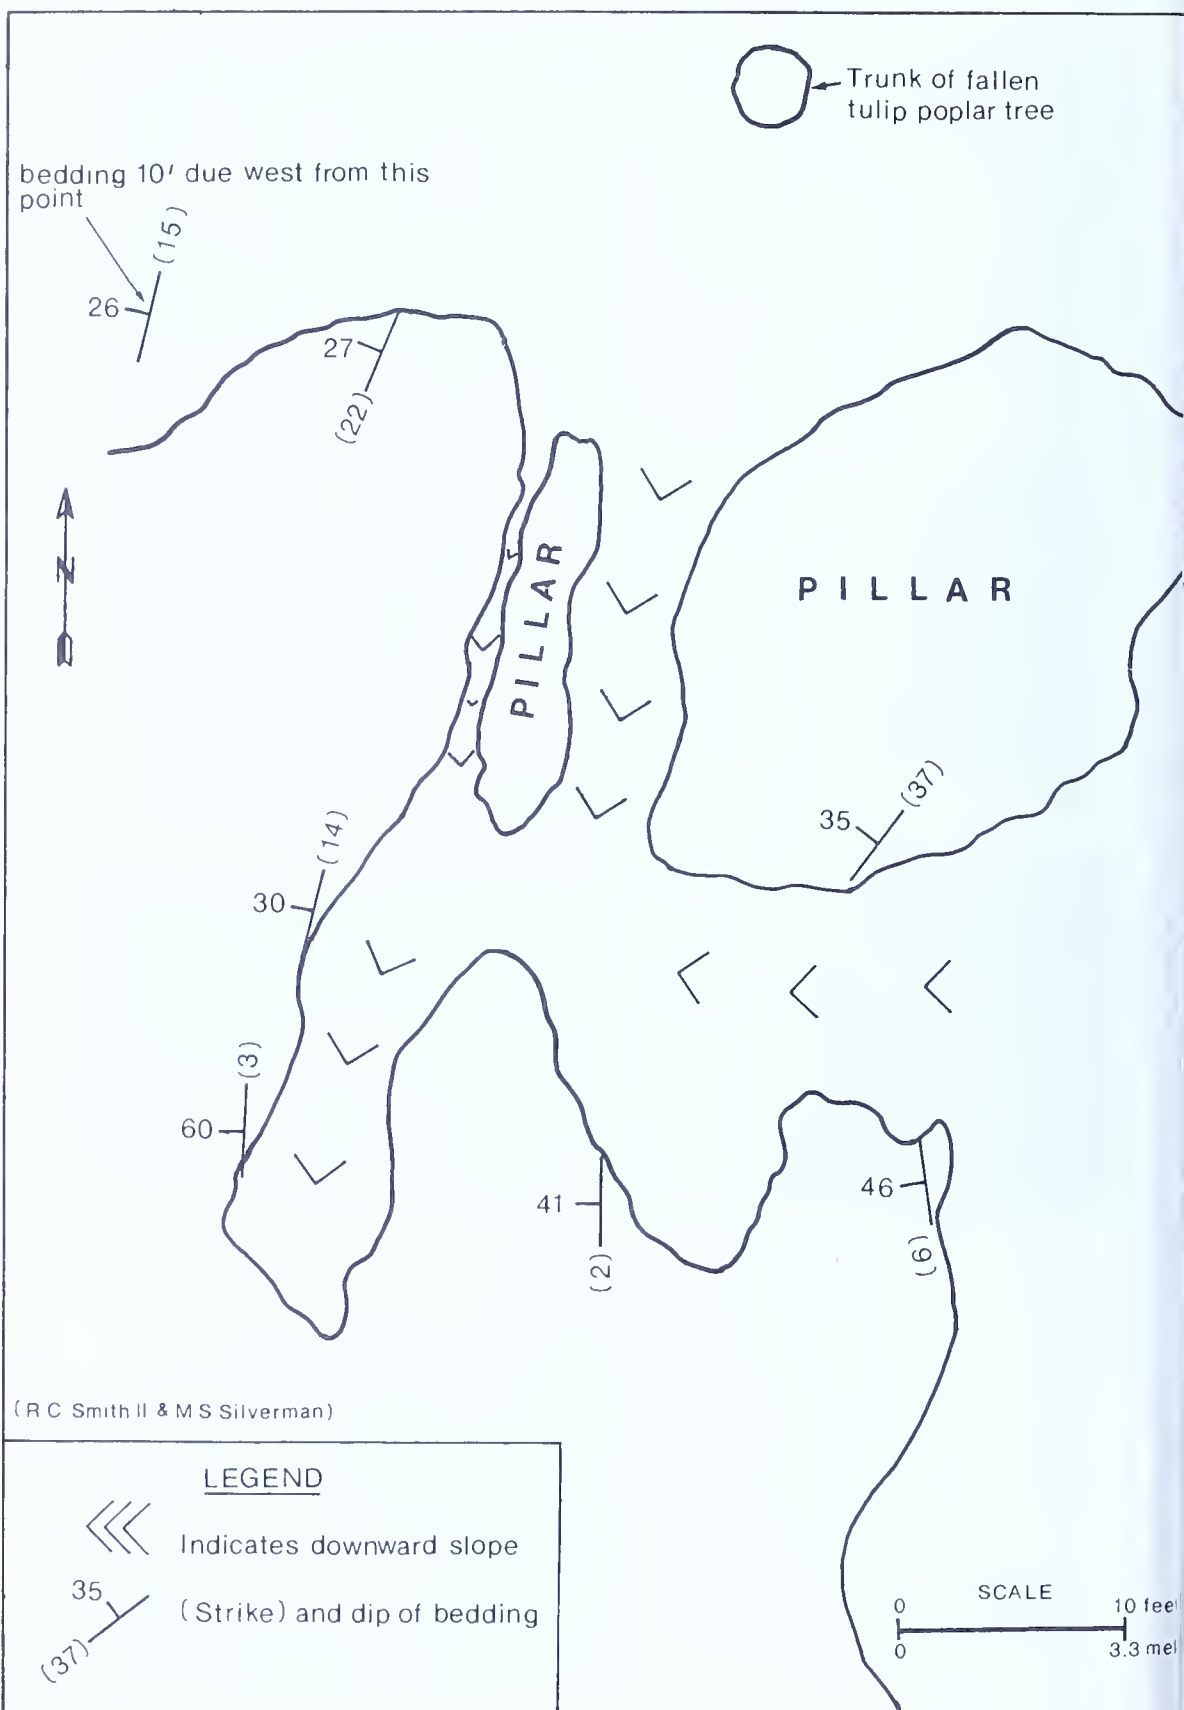 Trunk of fallen
tulip poplar tree
bedding 10' due west from this
point
(15)
26
27
(22)
N
PILLAR
PILLAR
35
(37)
(14)
30
(3)
60
41
(2)
46
(6)
(R C Smith II & M S Silverman)
LEGEND
Indicates downward slope
35
(Strike) and dip of bedding
(37)
SCALE
0 10 feet
0 3.3 me